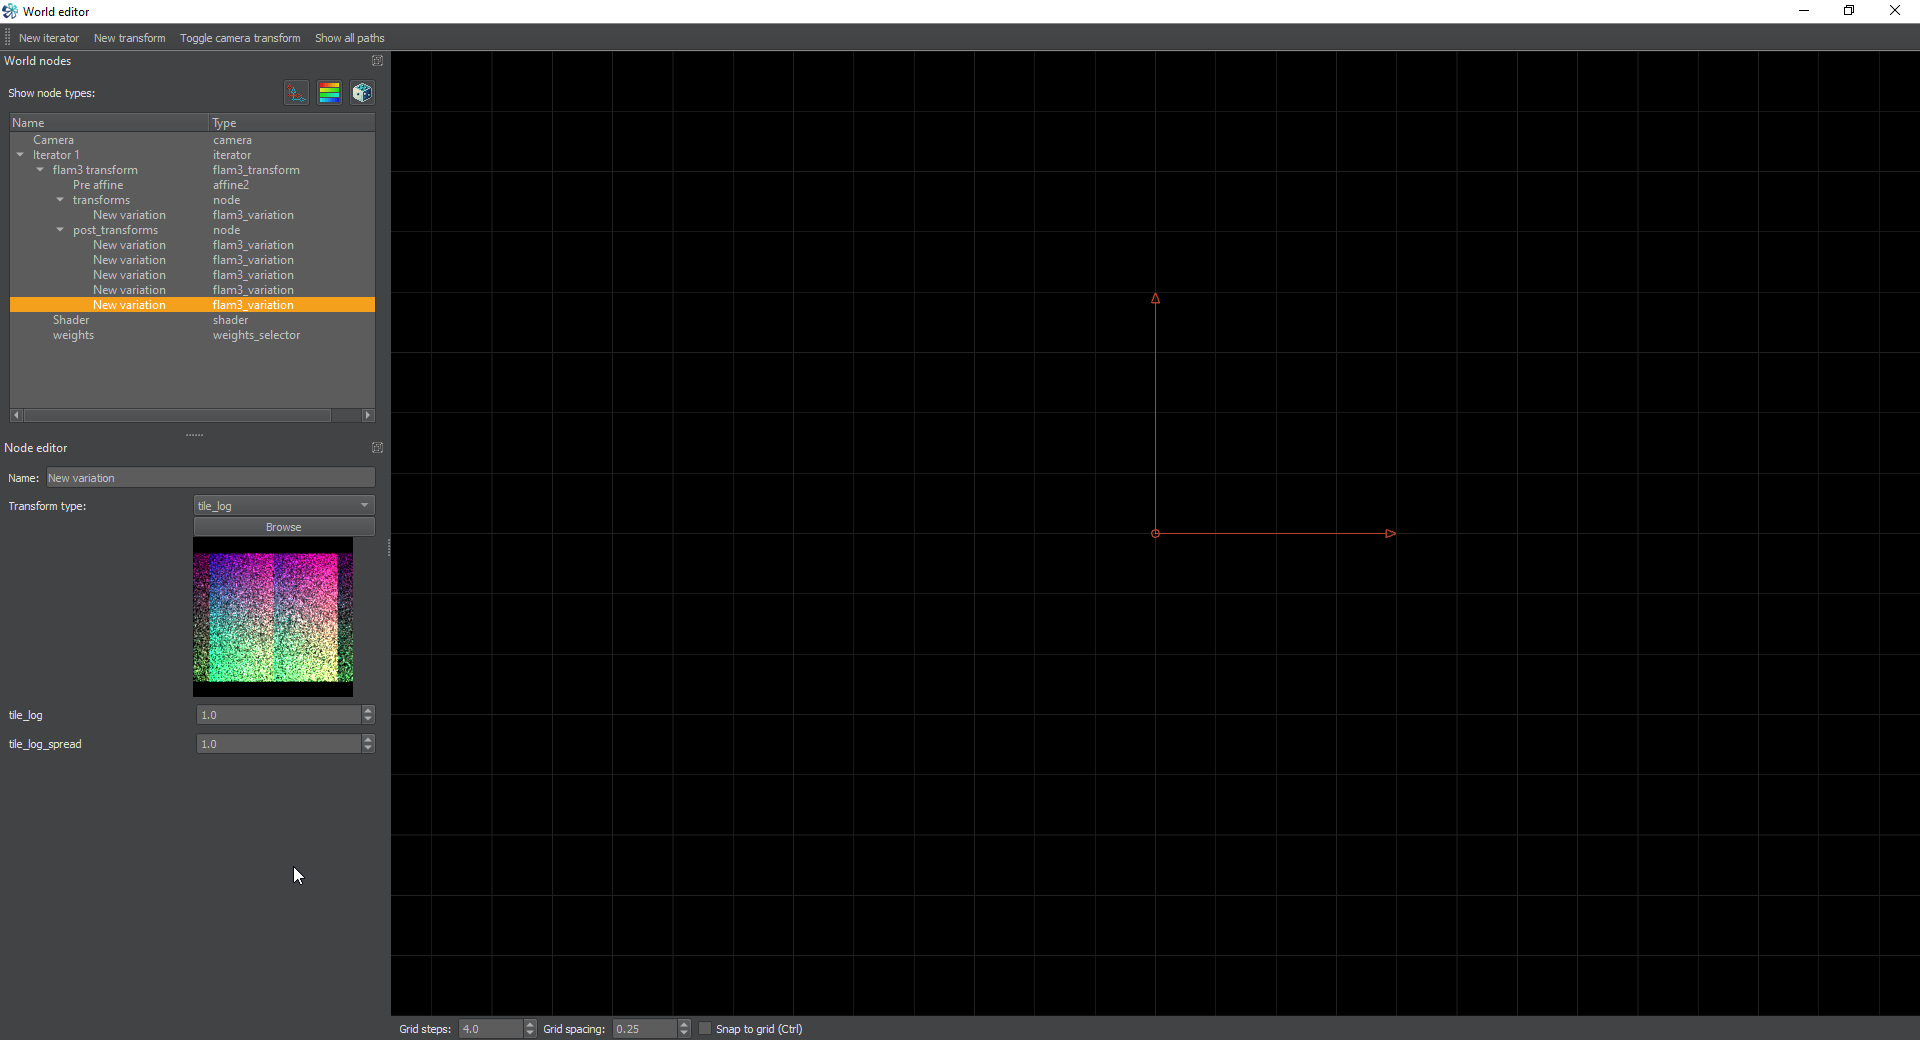 World editor
New iterator New transform Toggle camera transform Show all paths
World nodes
Show node types:
Name Type
Camera camera
Iterator 1 iterator
flam3 transform flam3_transform
Pre affine affine2
transforms node
New variation flam3_variation
post_transforms node
New variation flam3_variation
New variation flam3_variation
New variation flam3_variation
New variation flam3_variation
New variation flam3_variation
Shader shader
weights weights_selector
Node editor
Name: New variation
Transform type: tile_log
Browse
tile_log 1.0
tile_log_spread 1.0
Grid steps: 4.0 Grid spacing: 0.25 Snap to grid (Ctrl)